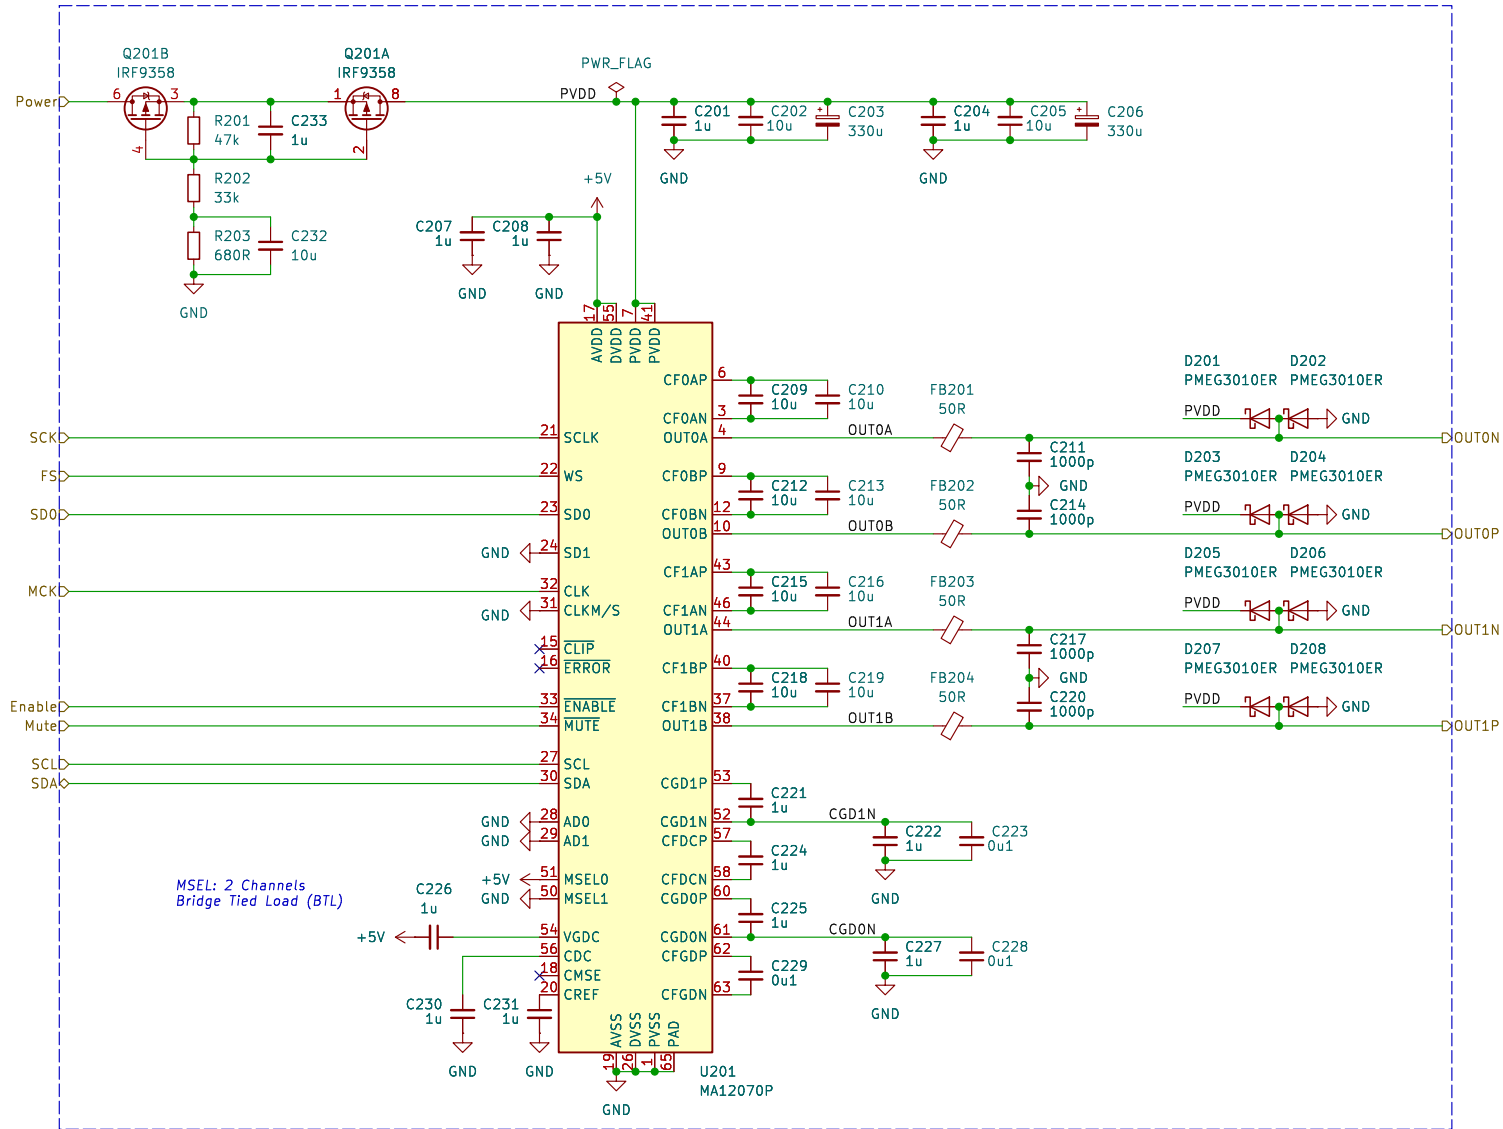 Q201B
IRF9358
Q201A
IRF9358
PWR_FLAG
Power
6
3
1
8
PVDD
4
2
R201
47k
C233
1u
R202
33k
R203
680R
C232
10u
GND
C201
1u
C202
10u
C203
330u
C204
1u
C205
10u
C206
330u
GND
GND
+5V
C207
1u
C208
1u
GND
GND
17
55
7
41
AVDD
DVDD
PVDD
PVDD
SCK
21
SCLK
FS
22
WS
SD0
23
SD0
GND
24
SD1
MCK
32
CLK
GND
31
CLKM/S
15
CLIP
16
ERROR
Enable
33
ENABLE
Mute
34
MUTE
SCL
27
SCL
SDA
30
SDA
GND
28
AD0
GND
29
AD1
+5V
51
MSEL0
GND
50
MSEL1
MSEL: 2 Channels
Bridge Tied Load (BTL)
C226
1u
+5V
54
VGDC
56
CDC
18
CMSE
20
CREF
C230
1u
C231
1u
GND
GND
AVSS
DVSS
PVSS
PAD
19
26
1
65
GND
U201
MA12070P
CF0AP
6
C209
10u
C210
10u
CF0AN
3
OUT0A
4
OUT0A
FB201
50R
CF0BP
9
C212
10u
C213
10u
CF0BN
12
OUT0B
10
OUT0B
FB202
50R
CF1AP
43
C215
10u
C216
10u
CF1AN
46
OUT1A
44
OUT1A
FB203
50R
CF1BP
40
C218
10u
C219
10u
CF1BN
37
OUT1B
38
OUT1B
FB204
50R
C211
1000p
GND
C214
1000p
C217
1000p
GND
C220
1000p
D201
PMEG3010ER
D202
PMEG3010ER
PVDD
GND
OUT0N
D203
PMEG3010ER
D204
PMEG3010ER
PVDD
GND
OUT0P
D205
PMEG3010ER
D206
PMEG3010ER
PVDD
GND
OUT1N
D207
PMEG3010ER
D208
PMEG3010ER
PVDD
GND
OUT1P
CGD1P
53
C221
1u
CGD1N
52
CGD1N
C222
1u
C223
0u1
GND
CFDCP
57
C224
1u
CFDCN
58
CGD0P
60
C225
1u
CGD0N
61
CGD0N
C227
1u
C228
0u1
GND
CFGDP
62
C229
0u1
CFGDN
63